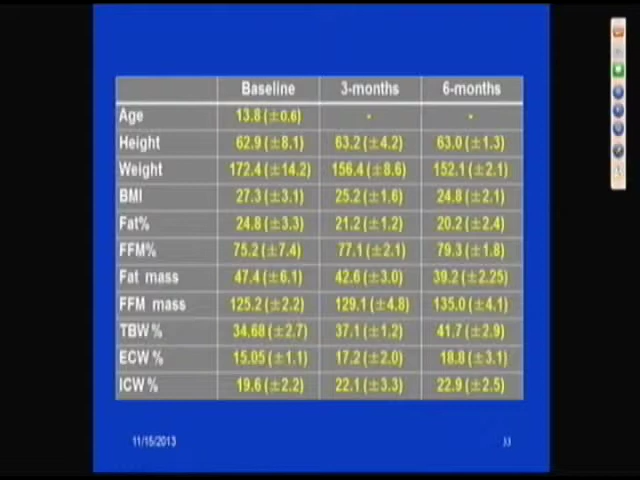 Baseline 3-months 6-months
Age 13.8 (±0.6) - -
Height 62.9 (±8.1) 63.2 (±4.2) 63.0 (±1.3)
Weight 172.4 (±14.2) 156.4 (±8.6) 152.1 (±2.1)
BMI 27.3 (±3.1) 25.2 (±1.6) 24.8 (±2.1)
Fat% 24.8 (±3.3) 21.2 (±1.2) 20.2 (±2.4)
FFM% 75.2 (±7.4) 77.1 (±2.1) 79.3 (±1.8)
Fat mass 47.4 (±6.1) 42.6 (±3.0) 39.2 (±2.25)
FFM mass 125.2 (±2.2) 129.1 (±4.8) 135.0 (±4.1)
TBW % 34.68 (±2.7) 37.1 (±1.2) 41.7 (±2.9)
ECW % 15.05 (±1.1) 17.2 (±2.0) 18.8 (±3.1)
ICW % 19.6 (±2.2) 22.1 (±3.3) 22.9 (±2.5)
11/15/2013 33